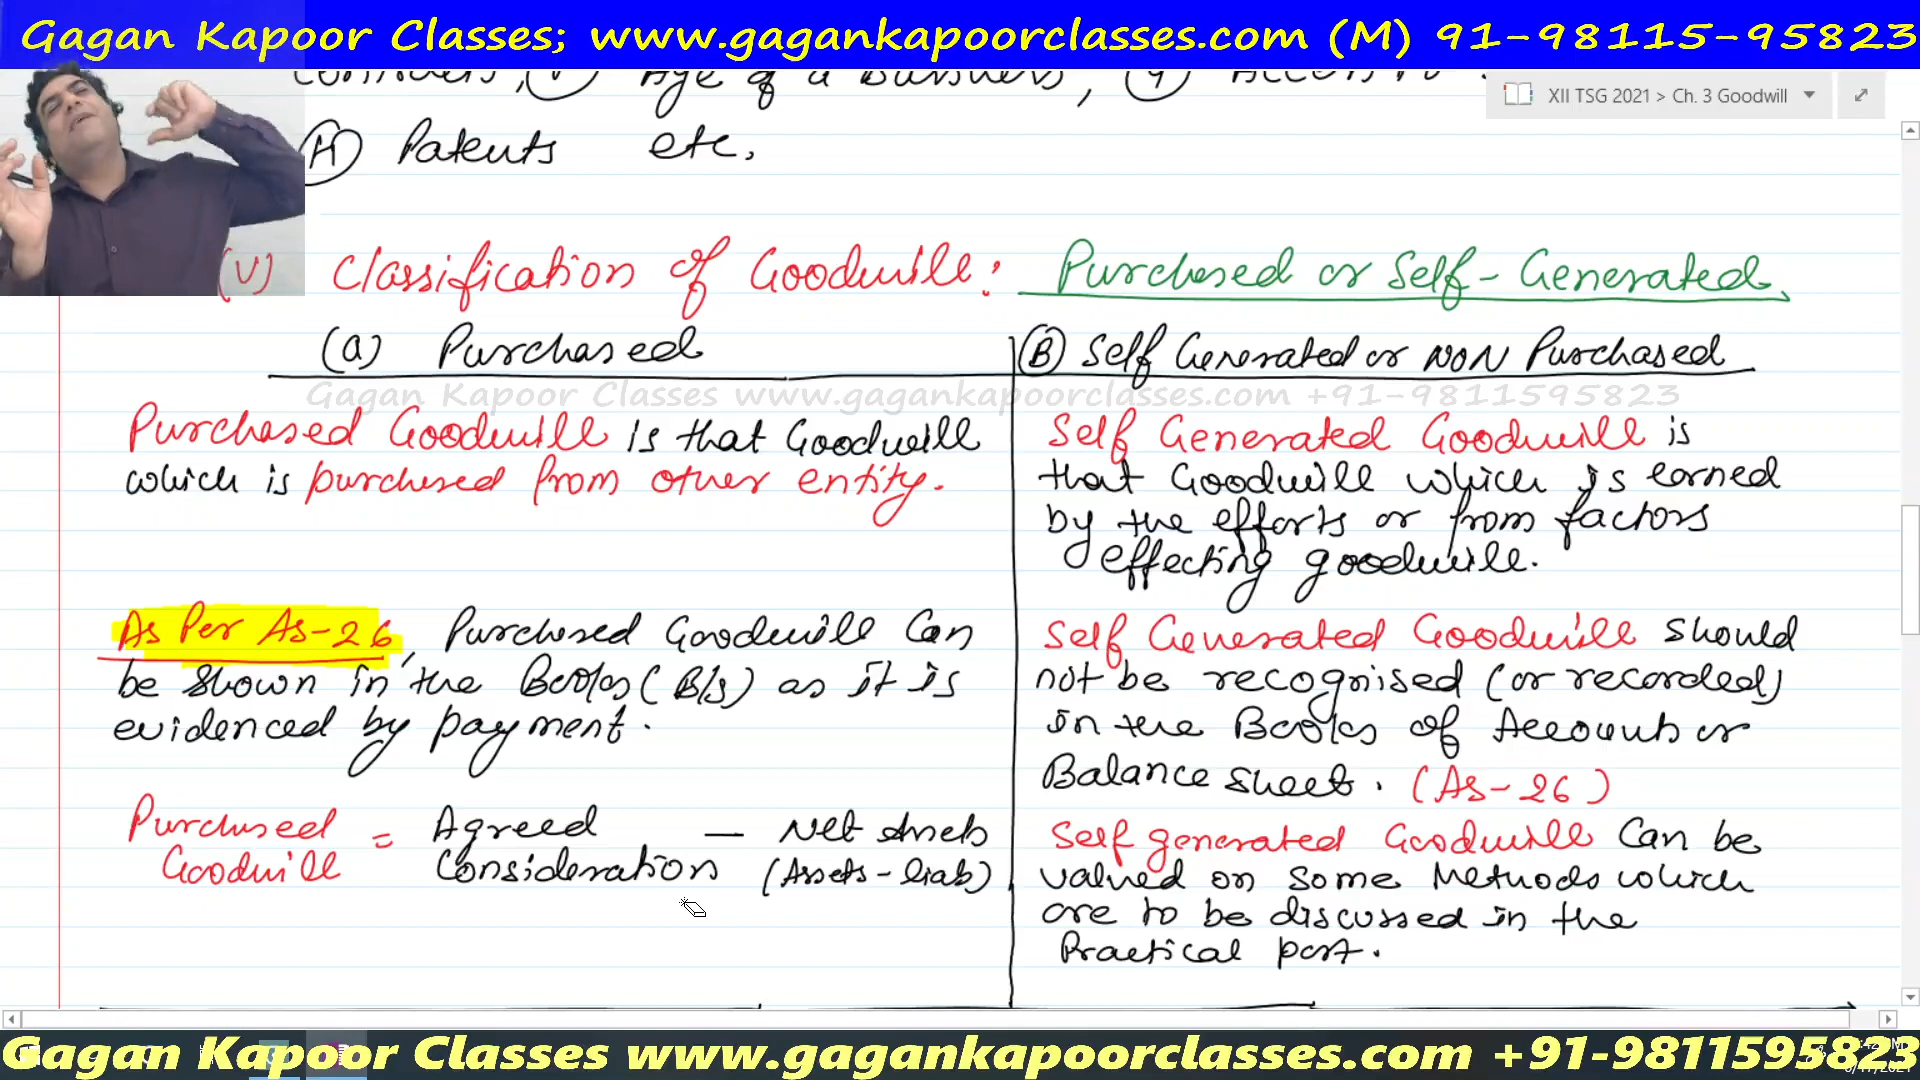 Gagan Kapoor Classes; www.gagankapoorclasses.com (M) 91-98115-95823
Age of a Business,
XII TSG 2021 > Ch. 3 Goodwill
(H) Patents etc.
(V) Classification of Goodwill: Purchased or Self-Generated.
(a) Purchased
Gagan Kapoor Classes www.gagankapoorclasses.com +91-9811595823
Purchased Goodwill is that Goodwill
which is purchased from other entity.
As Per As-26, Purchased Goodwill Can
be shown in the Books (B/s) as it is
evidenced by payment.
Purchased Goodwill = Agreed Consideration — Net Assets
(Assets-liab)
(B) Self Generated or NON Purchased
Self Generated Goodwill is
that Goodwill which is earned
by the efforts or from factors
effecting goodwill.
Self Generated Goodwill should
not be recognised (or recorded)
in the Books of Accounts or
Balance sheet. (As-26)
Self generated Goodwill Can be
valued on some Methods which
are to be discussed in the
Practical part.
Gagan Kapoor Classes www.gagankapoorclasses.com +91-9811595823